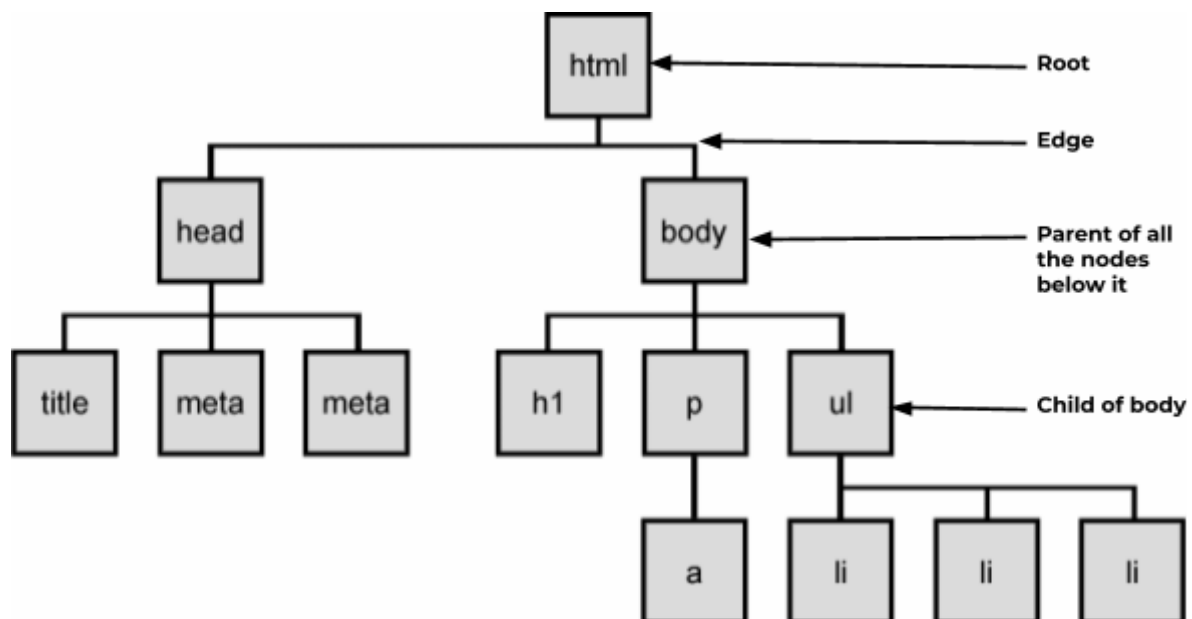 html
Root
Edge
head
body
Parent of all
the nodes
below it
title
meta
meta
h1
p
ul
Child of body
a
li
li
li